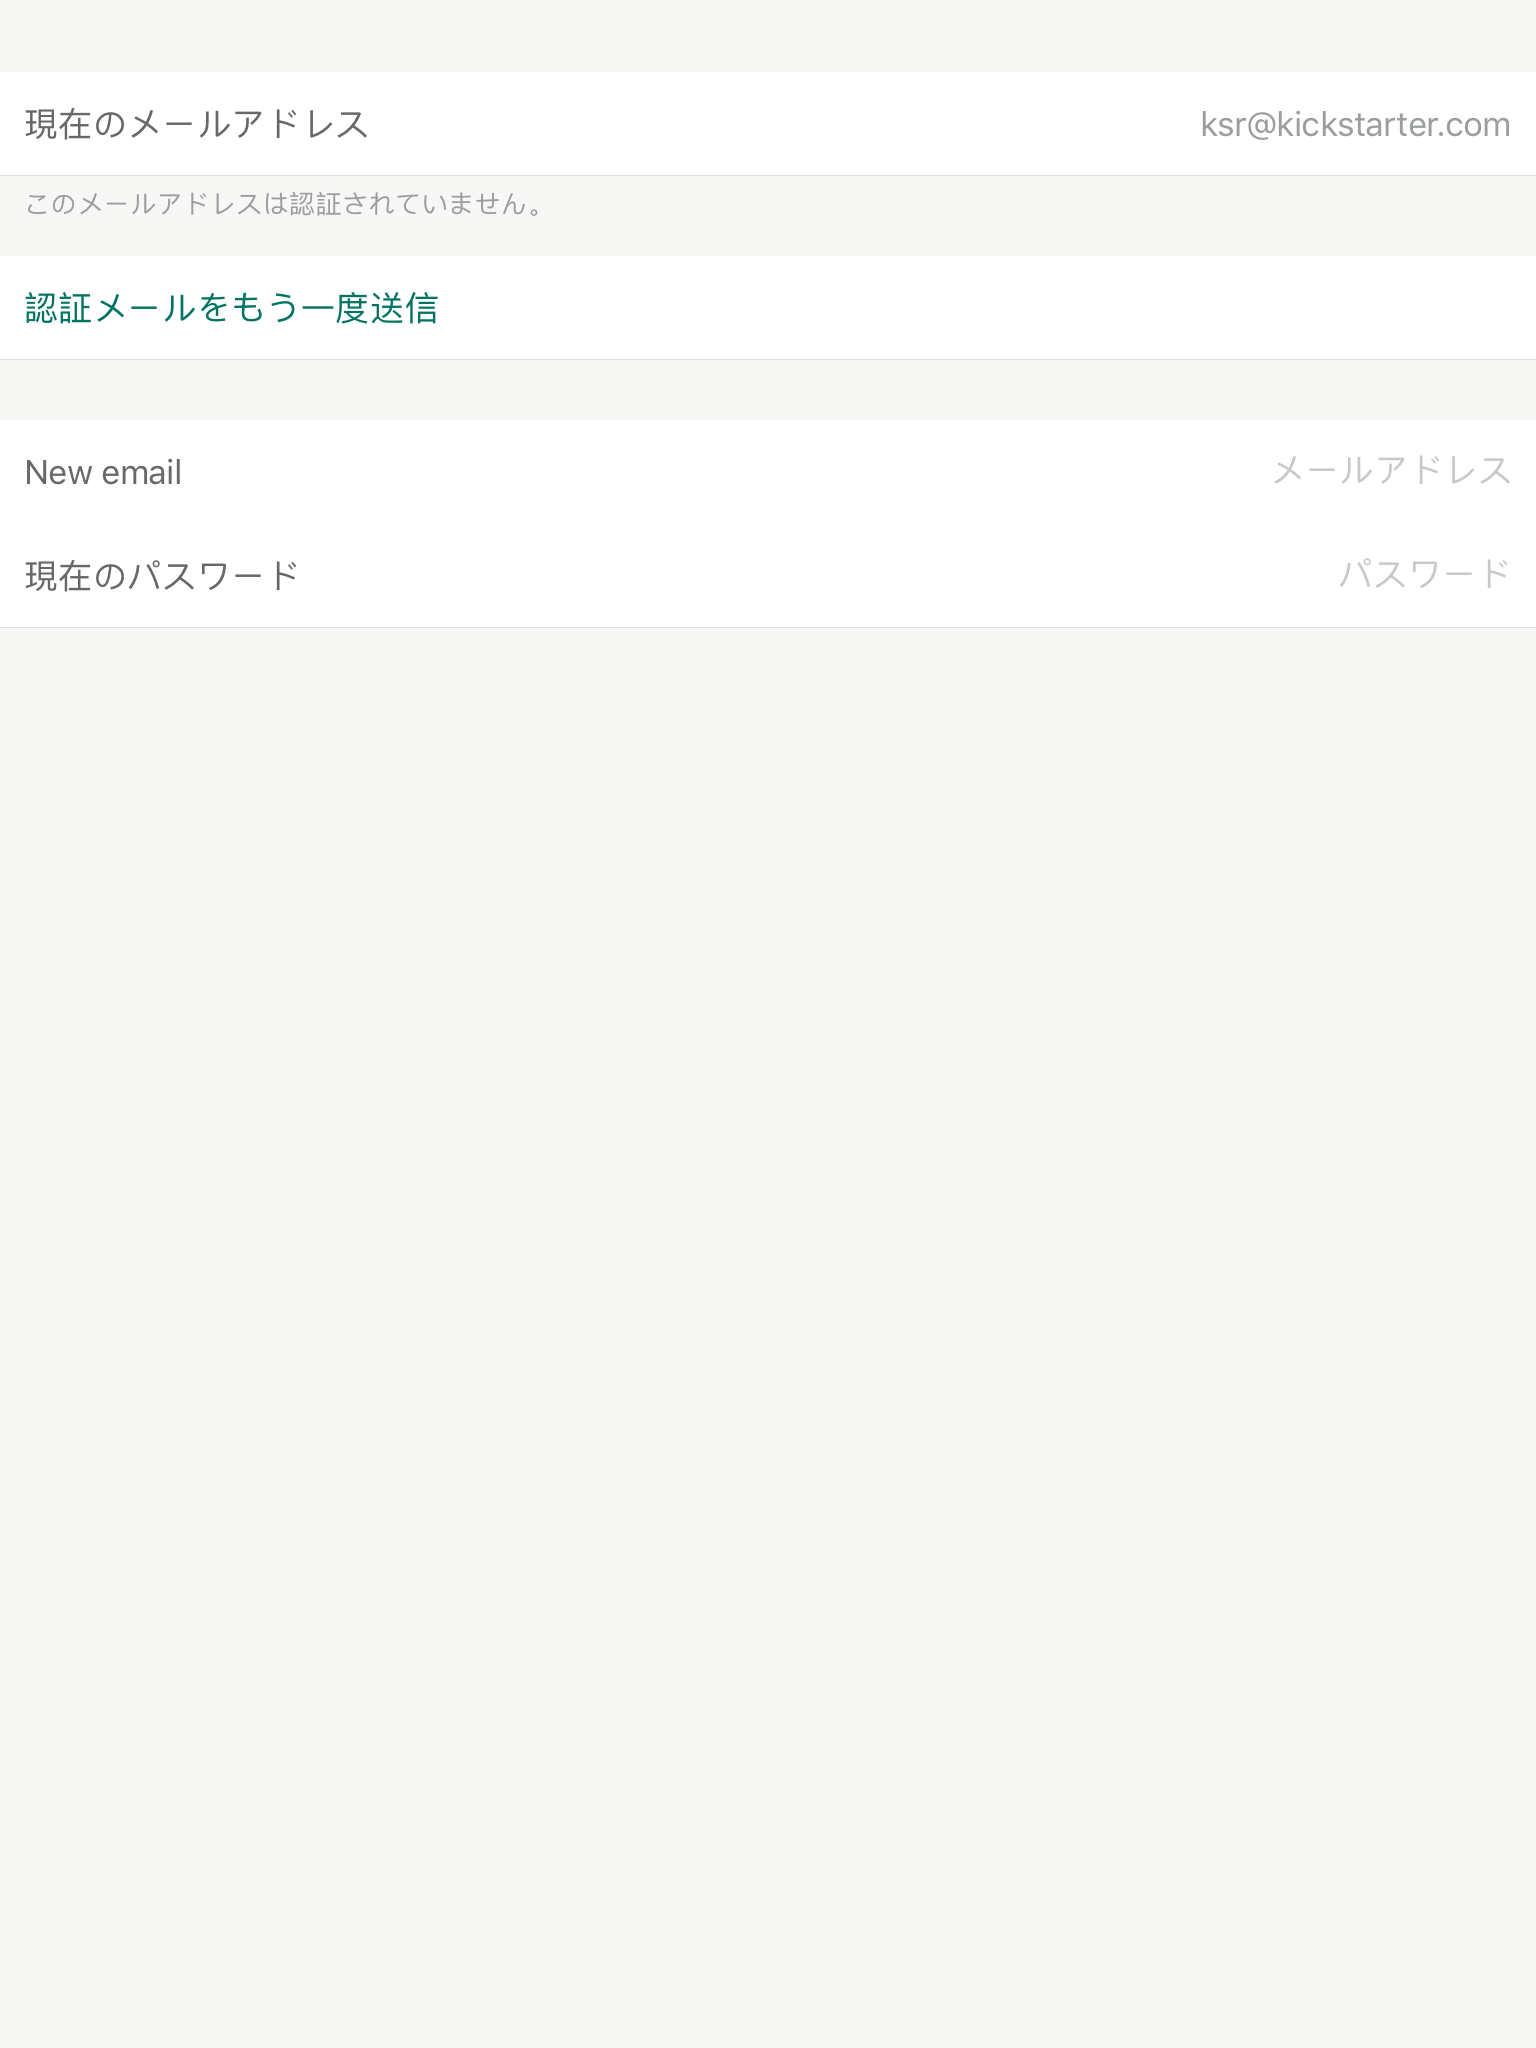 現在のメールアドレス ksr@kickstarter.com
このメールアドレスは認証されていません。
認証メールをもう一度送信
New email メールアドレス
現在のパスワード パスワード